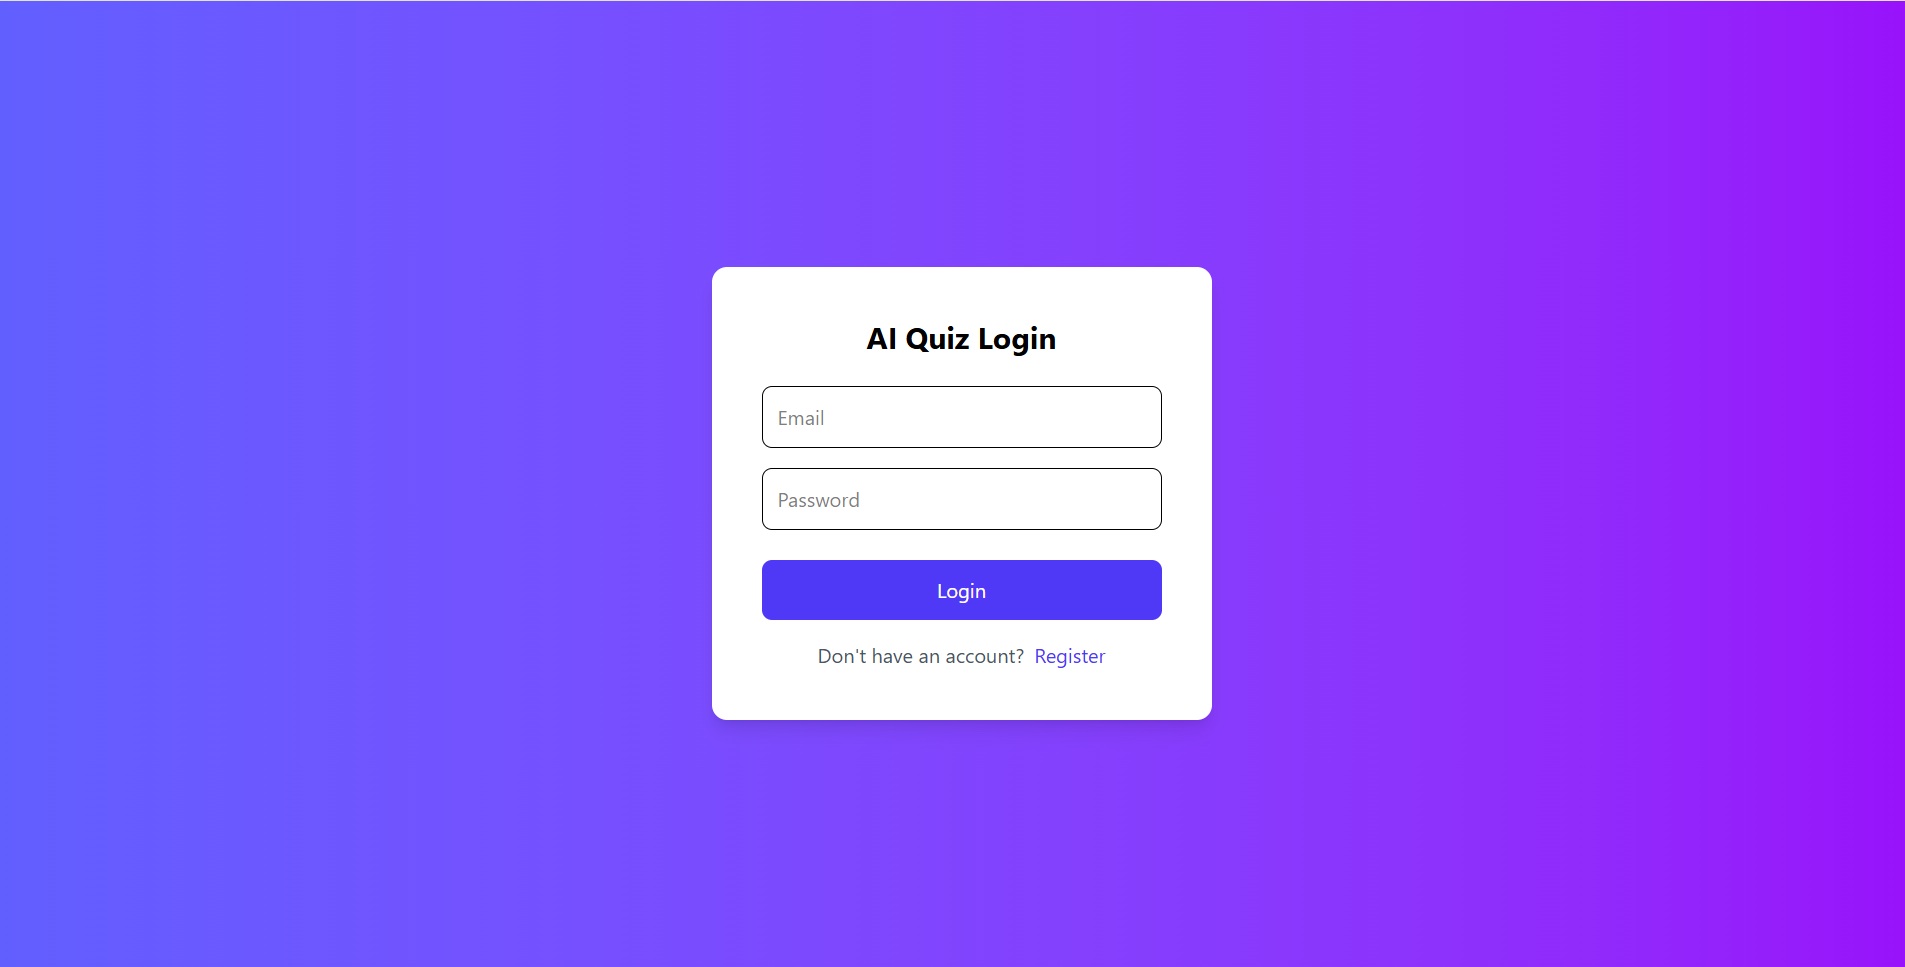 AI Quiz Login
Email
Password
Login
Don't have an account? Register